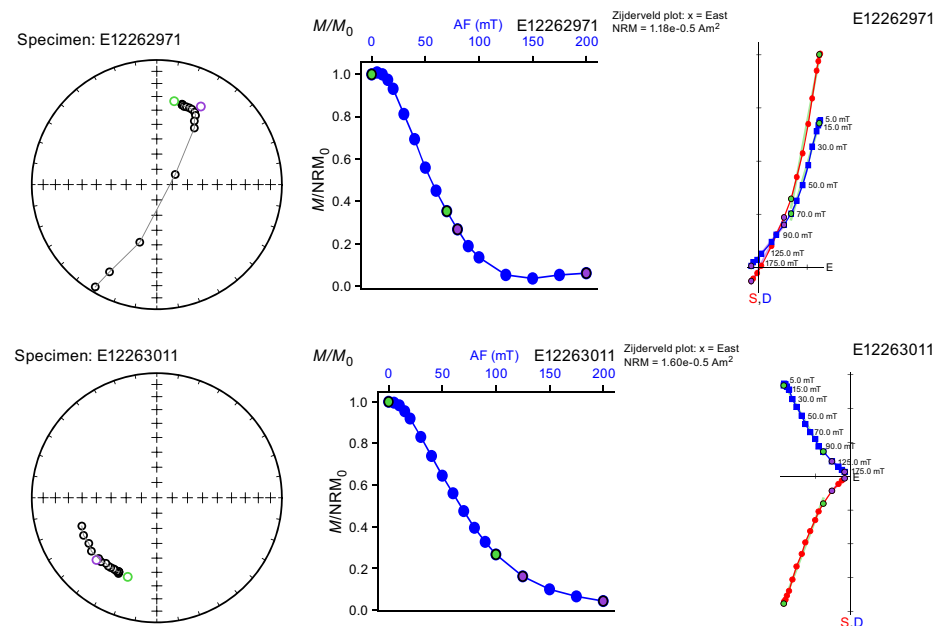 Specimen: E12262971
M/M0
AF (mT)
E12262971
0 50 100 150 200
M/NRM0
1.0
0.8
0.6
0.4
0.2
0.0
Zijderveld plot: x = East
NRM = 1.18e-0.5 Am2
E12262971
5.0 mT
15.0 mT
30.0 mT
50.0 mT
70.0 mT
90.0 mT
125.0 mT
175.0 mT
E
S,D
Specimen: E12263011
M/M0
AF (mT)
E12263011
0 50 100 150 200
M/NRM0
1.0
0.8
0.6
0.4
0.2
0.0
Zijderveld plot: x = East
NRM = 1.60e-0.5 Am2
E12263011
5.0 mT
15.0 mT
30.0 mT
50.0 mT
70.0 mT
90.0 mT
125.0 mT
175.0 mT
E
S,D